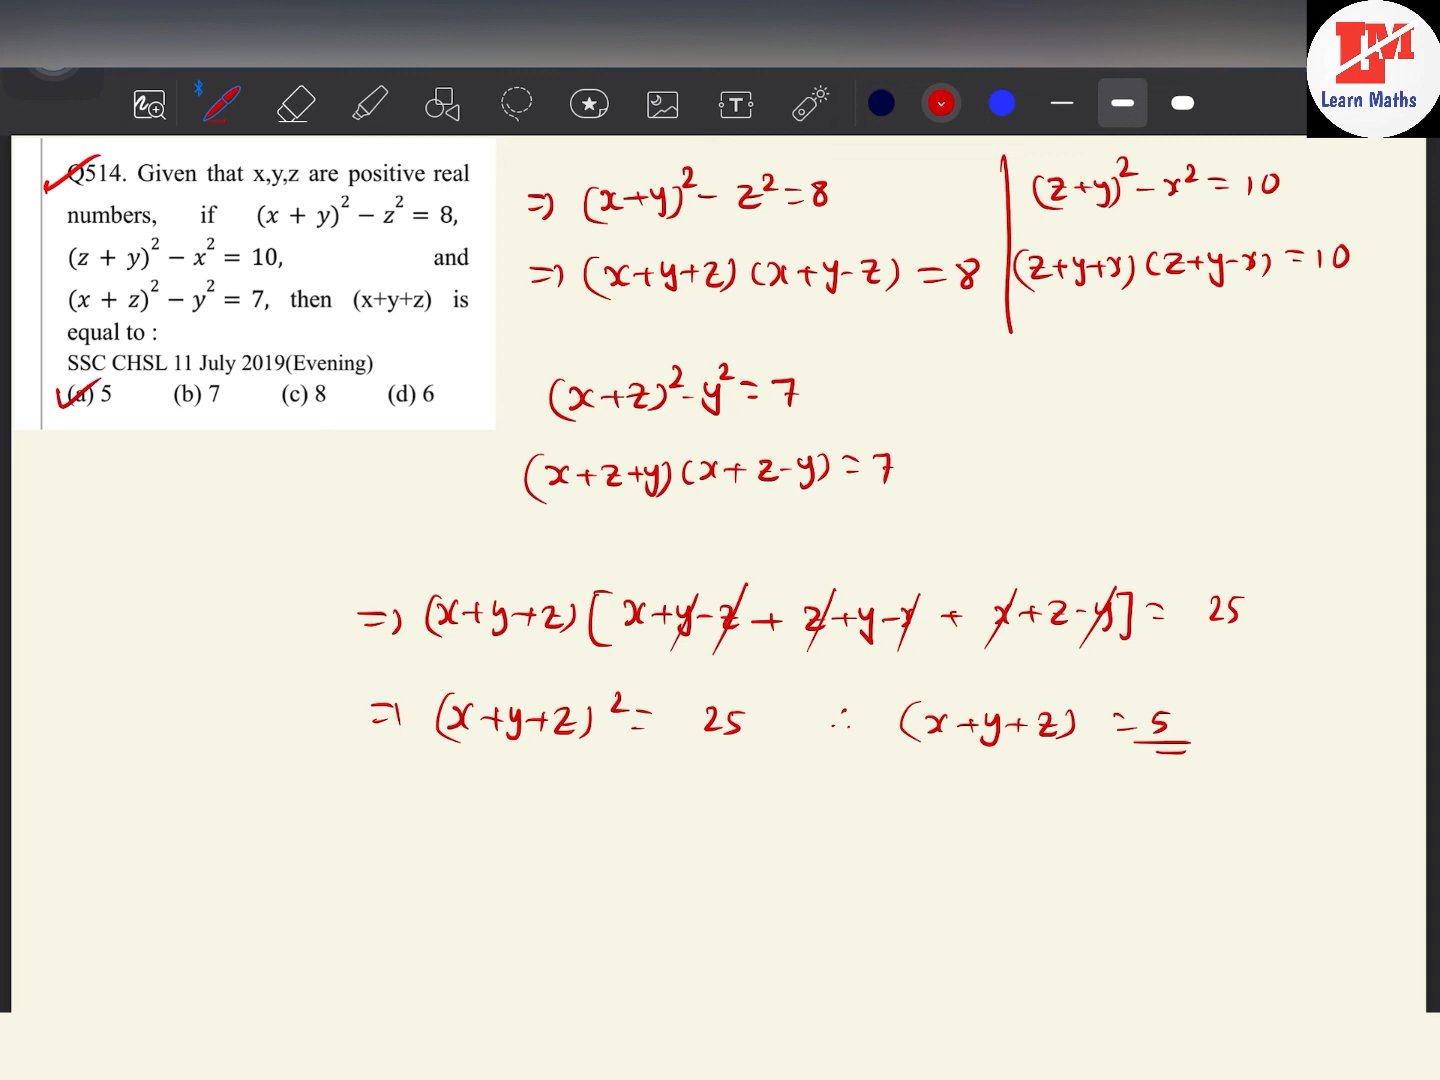 LM
Learn Maths
Q514. Given that x,y,z are positive real
numbers, if (x + y)² − z² = 8,
(z + y)² − x² = 10, and
(x + z)² − y² = 7, then (x+y+z) is
equal to :
SSC CHSL 11 July 2019(Evening)
(a) 5 (b) 7 (c) 8 (d) 6
⇒ (x+y)² − z² = 8
⇒ (x+y+z) (x+y−z) = 8
(z+y)² − x² = 10
(z+y+x) (z+y−x) = 10
(x+z)² − y² = 7
(x+z+y) (x+z−y) = 7
⇒ (x+y+z) [x+y−z + z+y−x + x+z−y] = 25
⇒ (x+y+z)² = 25 ∴ (x+y+z) = 5